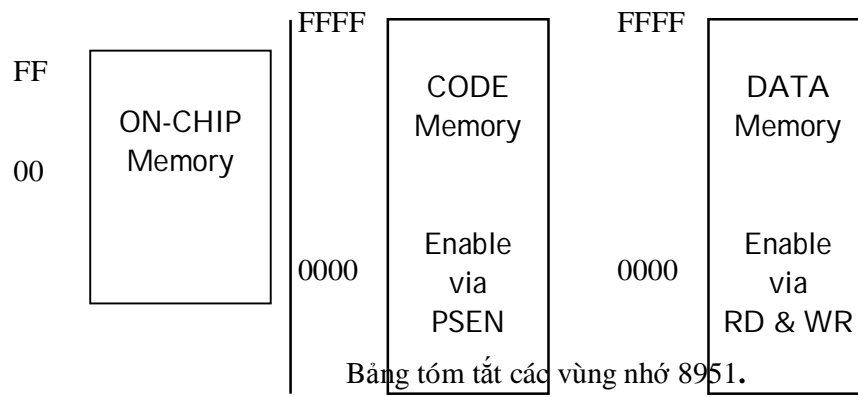 FF
00
ON-CHIP
Memory
FFFF
0000
CODE
Memory
Enable
via
PSEN
FFFF
0000
DATA
Memory
Enable
via
RD & WR
Bảng tóm tắt các vùng nhớ 8951.